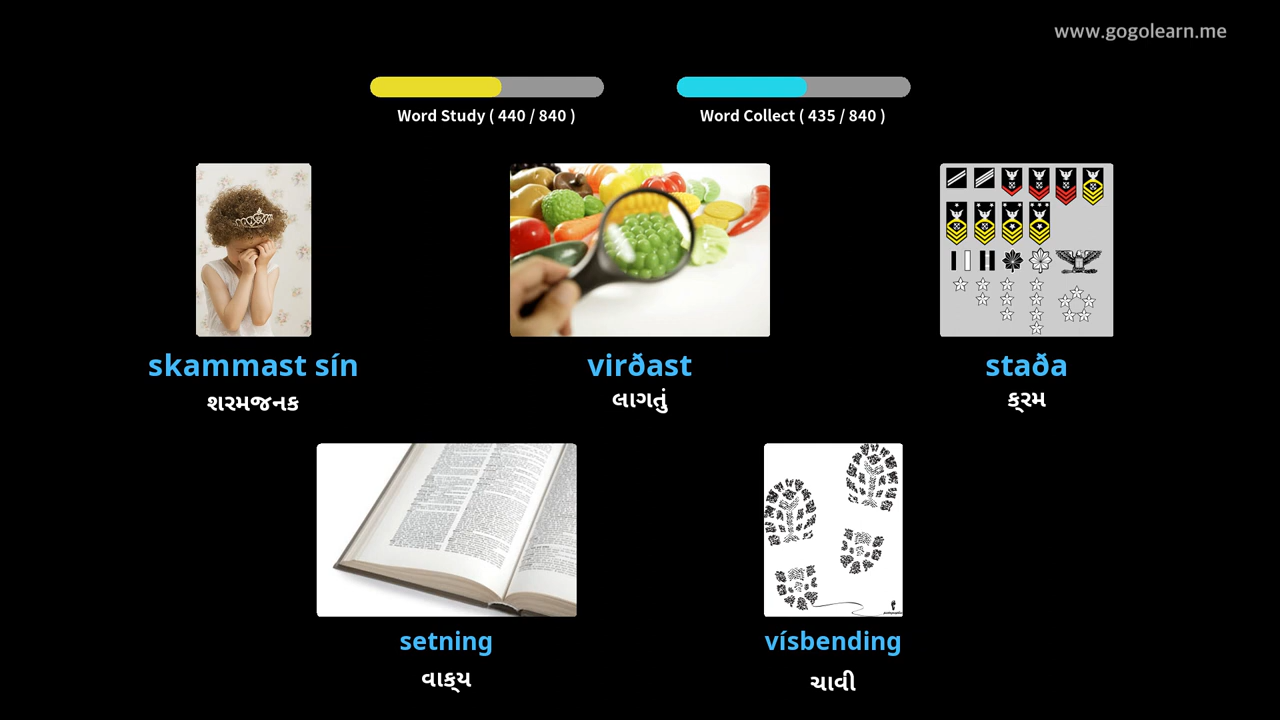 www.gogolearn.me
Word Study ( 440 / 840 )
Word Collect ( 435 / 840 )
skammast sín
શરમજનક
virðast
લાગતું
staða
ક્રમ
setning
વાક્ય
vísbending
ચાવી